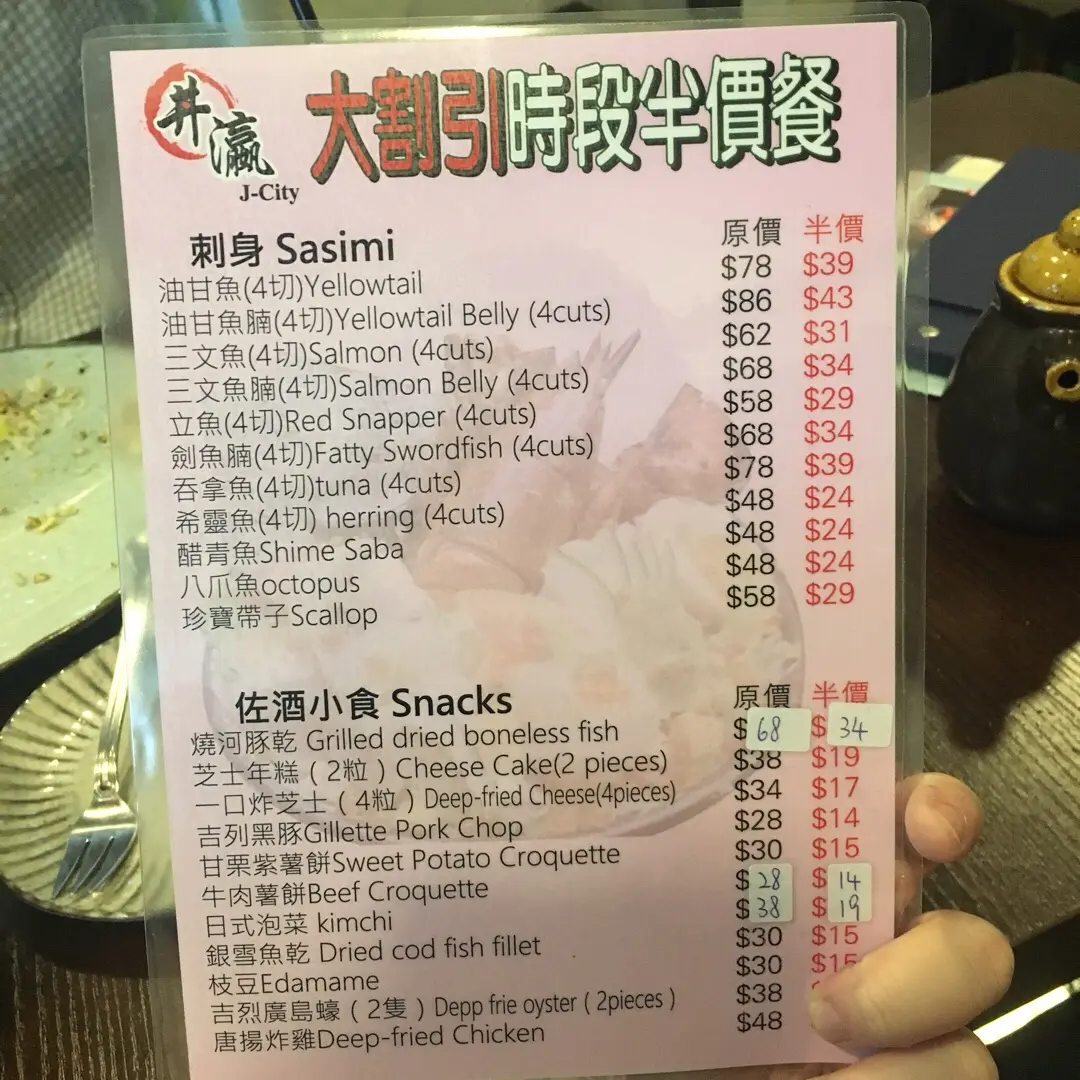 井瀛 J-City
大割引時段半價餐
刺身 Sasimi 原價 半價
油甘魚(4切)Yellowtail $78 $39
油甘魚腩(4切)Yellowtail Belly (4cuts) $86 $43
三文魚(4切)Salmon (4cuts) $62 $31
三文魚腩(4切)Salmon Belly (4cuts) $68 $34
立魚(4切)Red Snapper (4cuts) $58 $29
劍魚腩(4切)Fatty Swordfish (4cuts) $68 $34
吞拿魚(4切)tuna (4cuts) $78 $39
希靈魚(4切) herring (4cuts) $48 $24
醋青魚Shime Saba $48 $24
八爪魚octopus $48 $24
珍寶帶子Scallop $58 $29
佐酒小食 Snacks 原價 半價
燒河豚乾 Grilled dried boneless fish $68 $34
芝士年糕（2粒）Cheese Cake(2 pieces) $38 $19
一口炸芝士（4粒）Deep-fried Cheese(4pieces) $34 $17
吉列黑豚Gillette Pork Chop $28 $14
甘栗紫薯餅Sweet Potato Croquette $30 $15
牛肉薯餅Beef Croquette $28 $14
日式泡菜 kimchi $38 $19
銀雪魚乾 Dried cod fish fillet $30 $15
枝豆Edamame $30 $15
吉烈廣島蠔（2隻）Depp frie oyster（2pieces） $38
唐揚炸雞Deep-fried Chicken $48